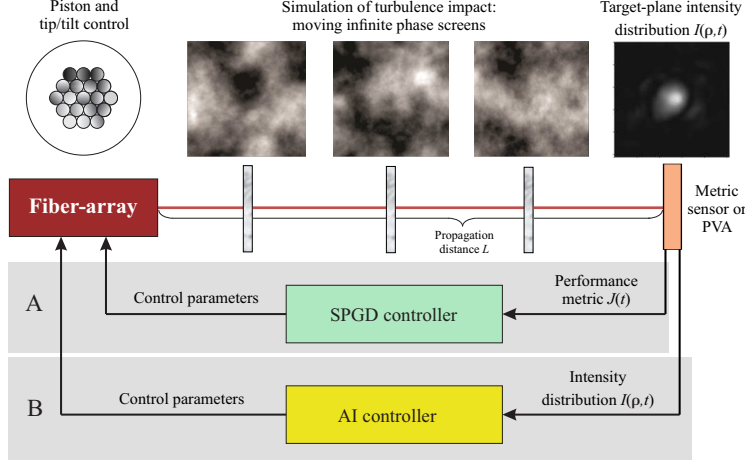 Piston and
tip/tilt control
Simulation of turbulence impact:
moving infinite phase screens
Target-plane intensity
distribution I(ρ,t)
Fiber-array
Metric
sensor or
PVA
Propagation
distance L
A
Control parameters
SPGD controller
Performance
metric J(t)
B
Control parameters
AI controller
Intensity
distribution I(ρ,t)